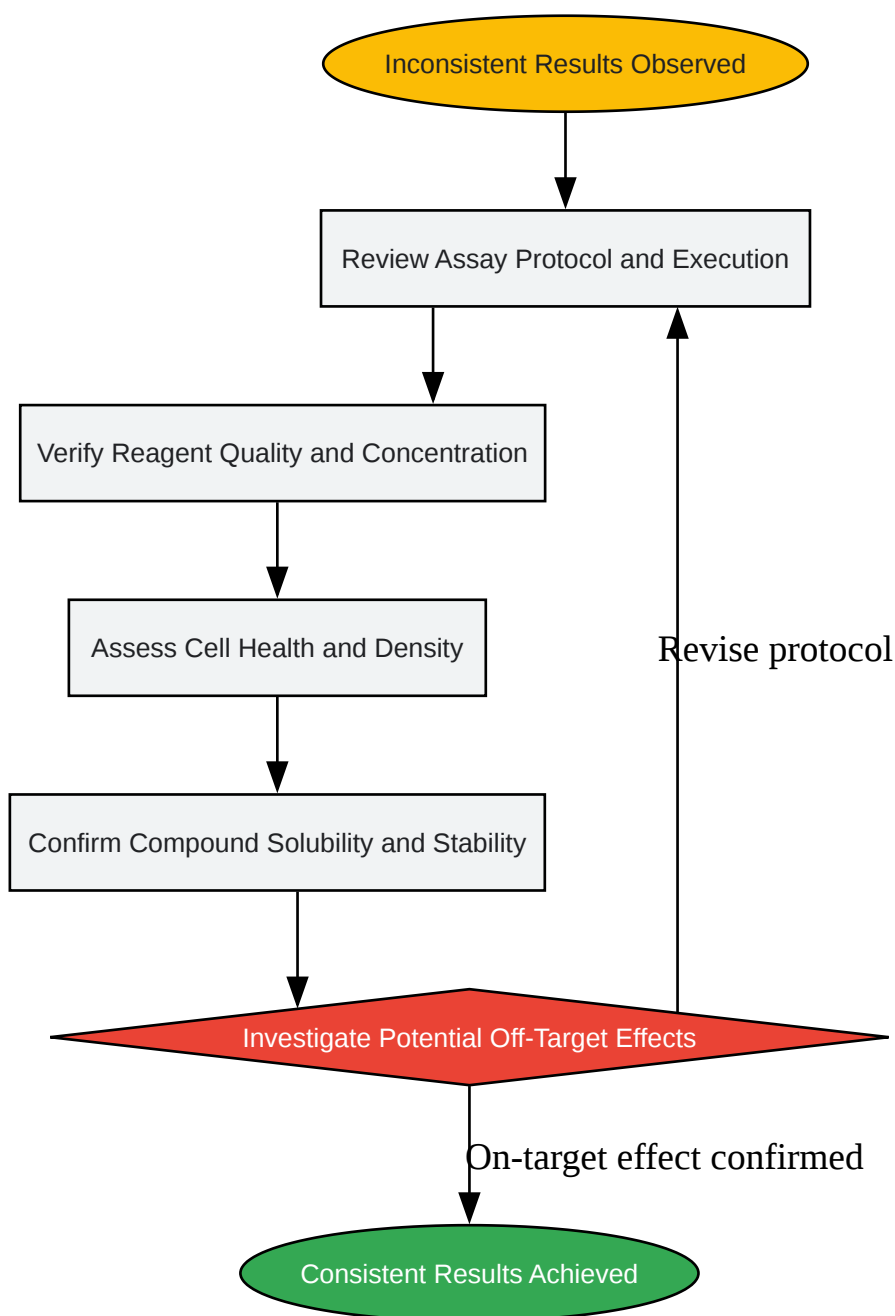 Inconsistent Results Observed
Review Assay Protocol and Execution
Verify Reagent Quality and Concentration
Assess Cell Health and Density
Revise protocol
Confirm Compound Solubility and Stability
Investigate Potential Off-Target Effects
On-target effect confirmed
Consistent Results Achieved